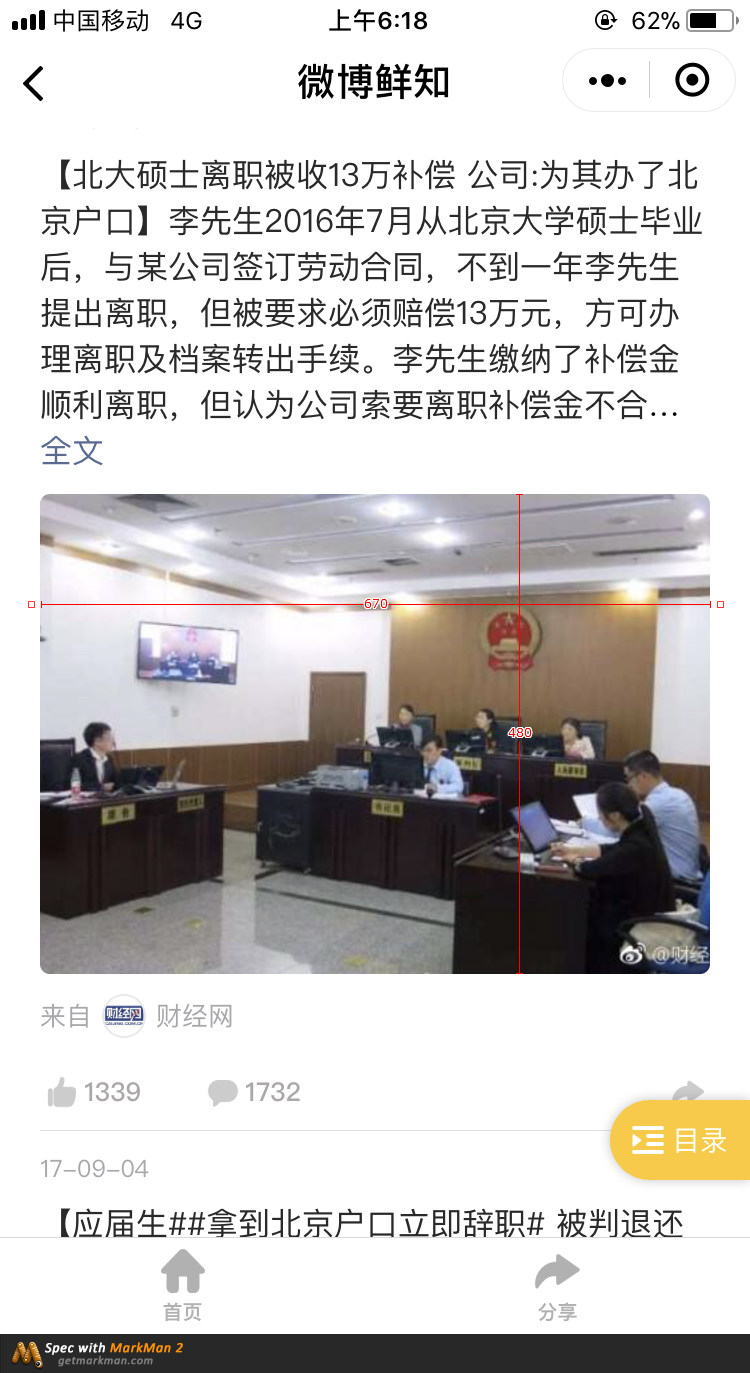 中国移动 4G 上午6:18 62%
微博鲜知
【北大硕士离职被收13万补偿 公司:为其办了北
京户口】李先生2016年7月从北京大学硕士毕业
后，与某公司签订劳动合同，不到一年李先生
提出离职，但被要求必须赔偿13万元，方可办
理离职及档案转出手续。李先生缴纳了补偿金
顺利离职，但认为公司索要离职补偿金不合...
全文
670
480
书记员
@财经
来自 财经网 财经网
1339 1732
目录
17-09-04
【应届生##拿到北京户口立即辞职# 被判退还
首页 分享
Spec with MarkMan 2
getmarkman.com